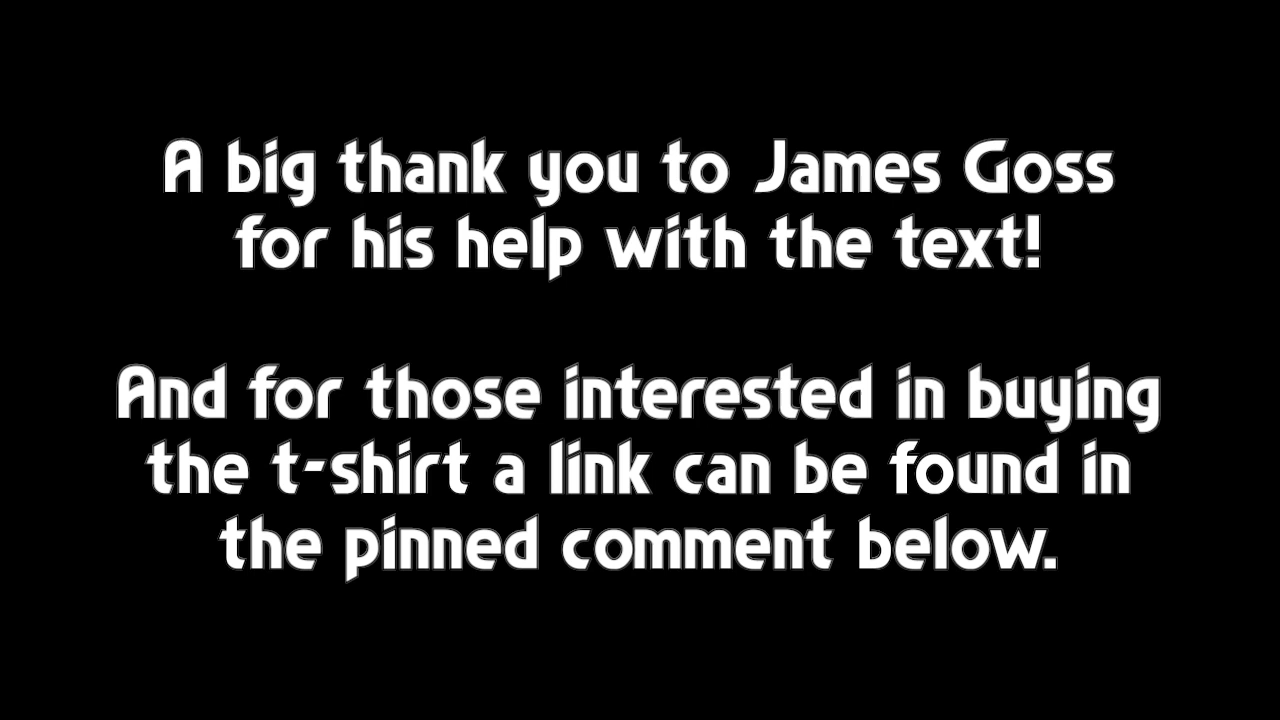 A big thank you to James Goss
for his help with the text!
And for those interested in buying
the t-shirt a link can be found in
the pinned comment below.